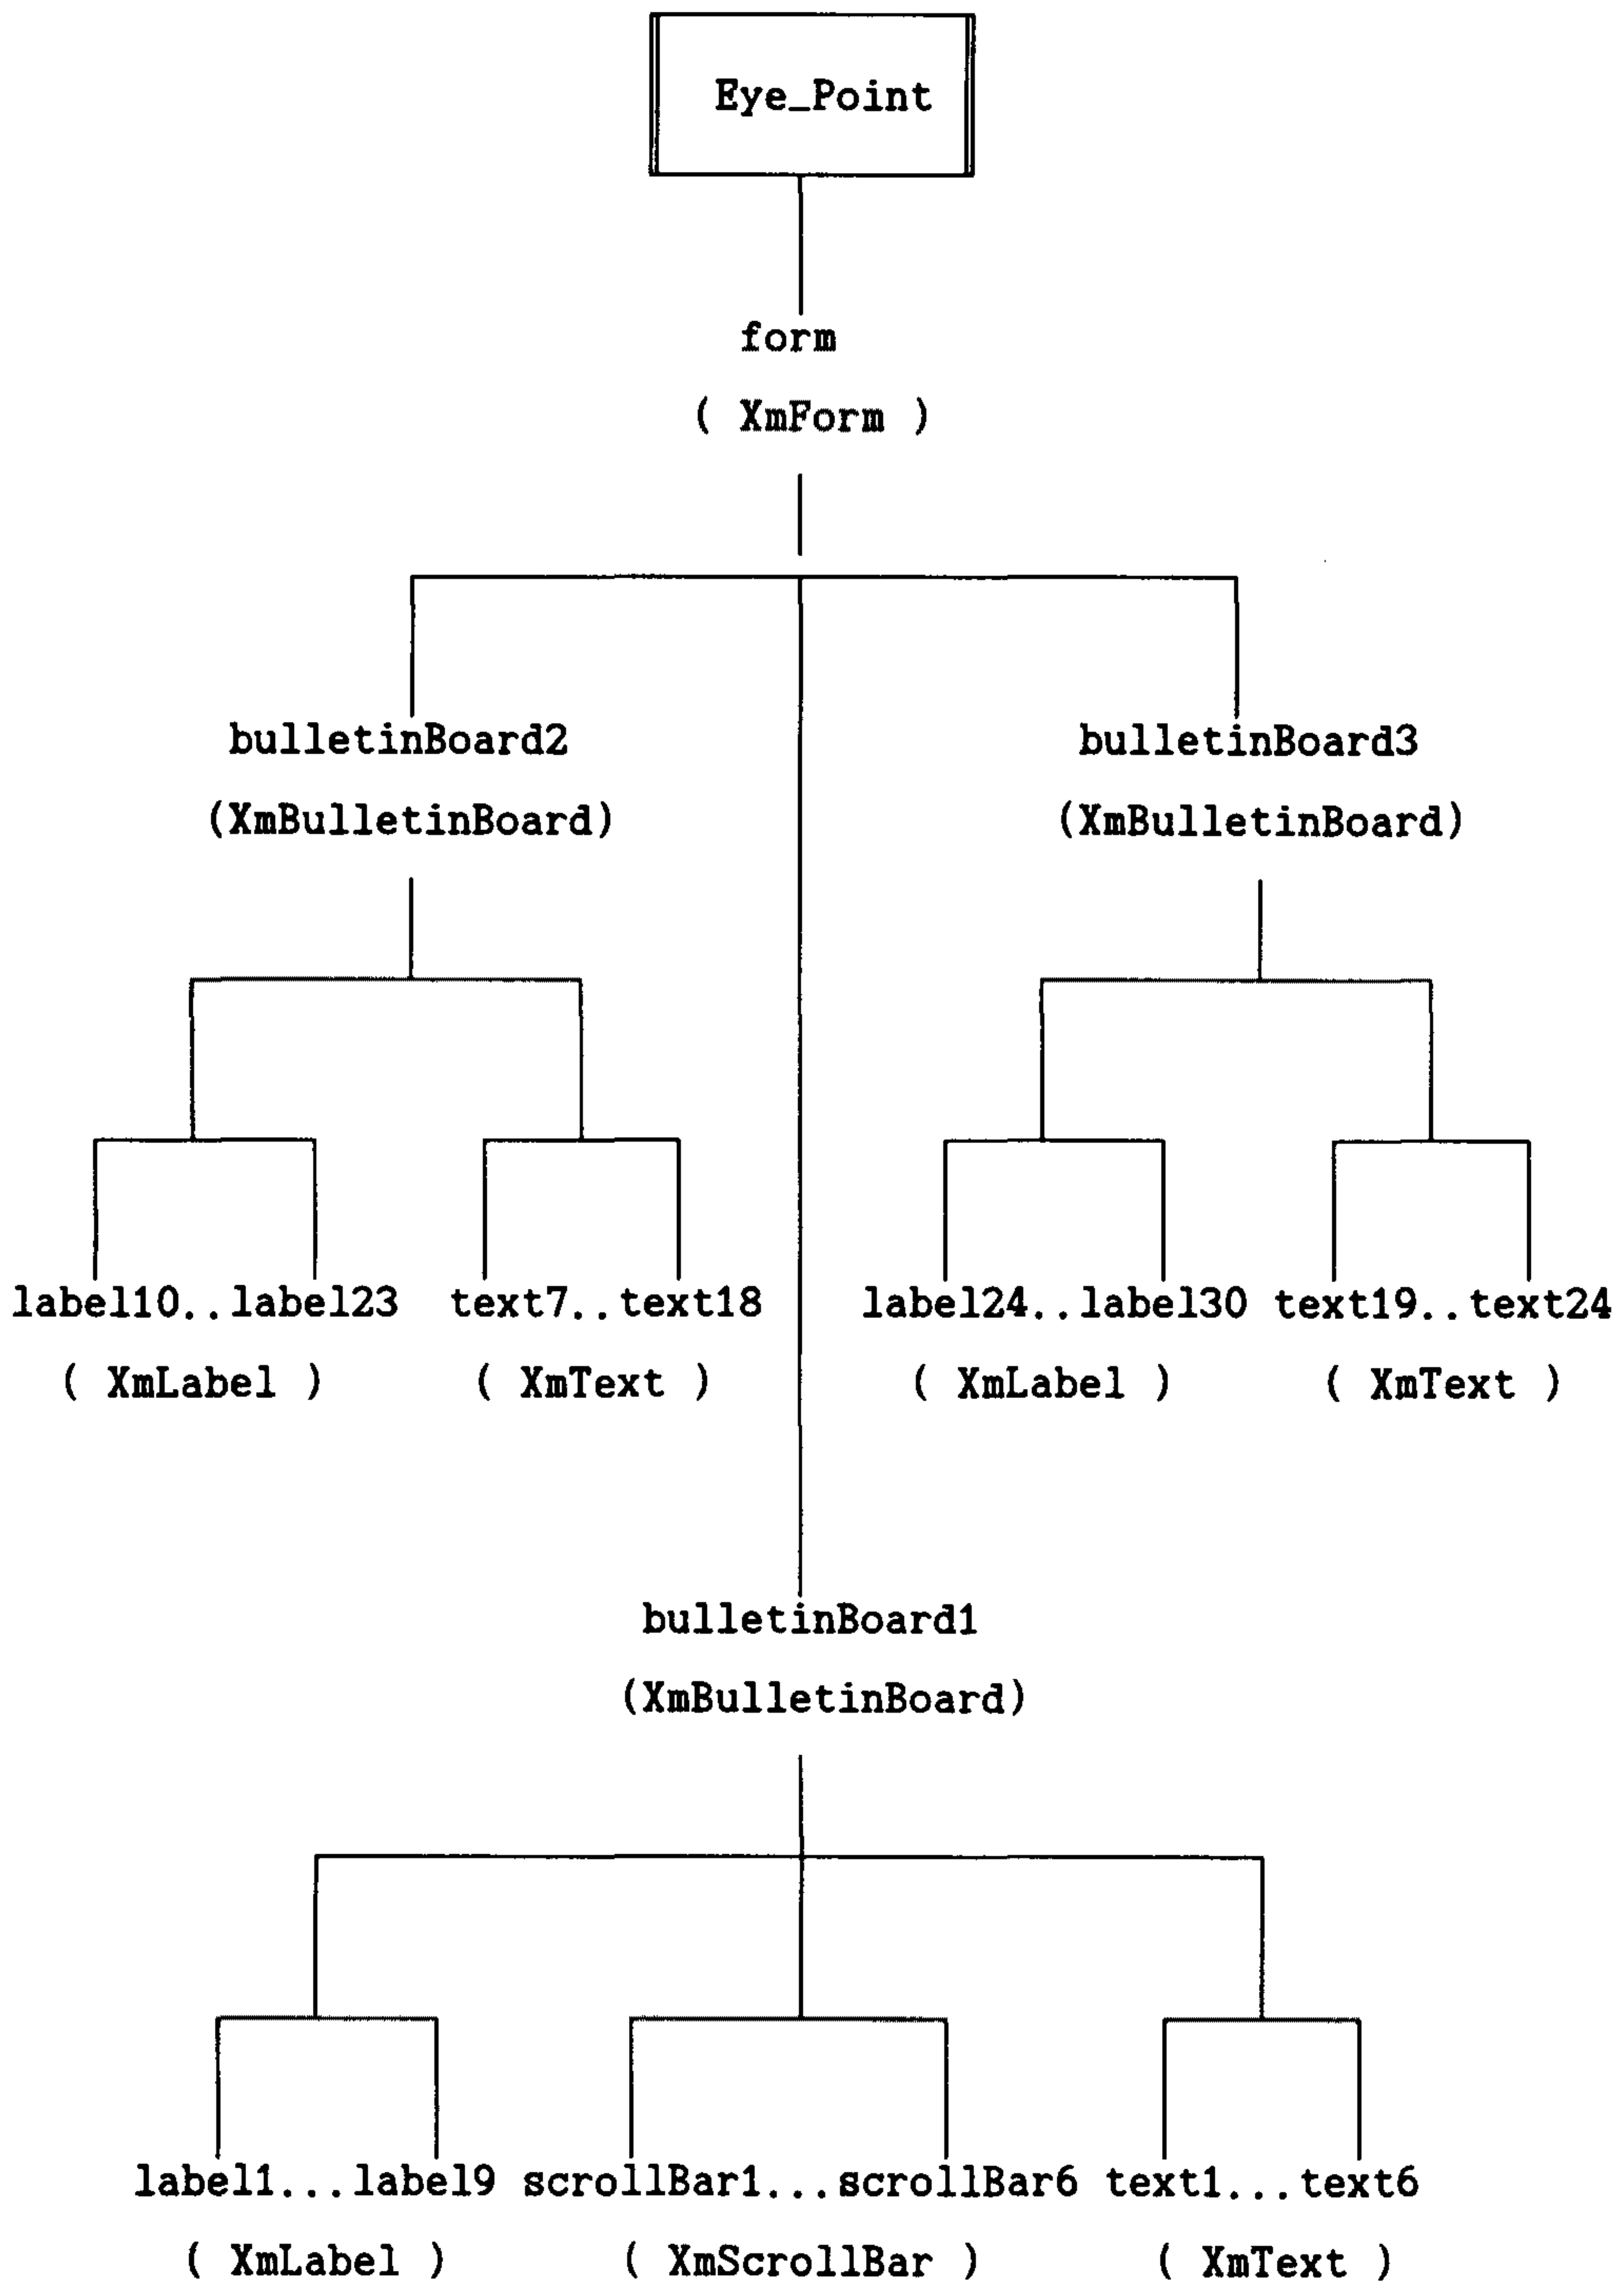 Eye_Point
form
( XmForm )
bulletinBoard2 bulletinBoard3
(XmBulletinBoard) (XmBulletinBoard)
label10..label23 text7..text18 label24..label30 text19..text24
( XmLabel ) ( XmText ) ( XmLabel ) ( XmText )
bulletinBoard1
(XmBulletinBoard)
label1...label9 scrollBar1...scrollBar6 text1...text6
( XmLabel ) ( XmScrollBar ) ( XmText )